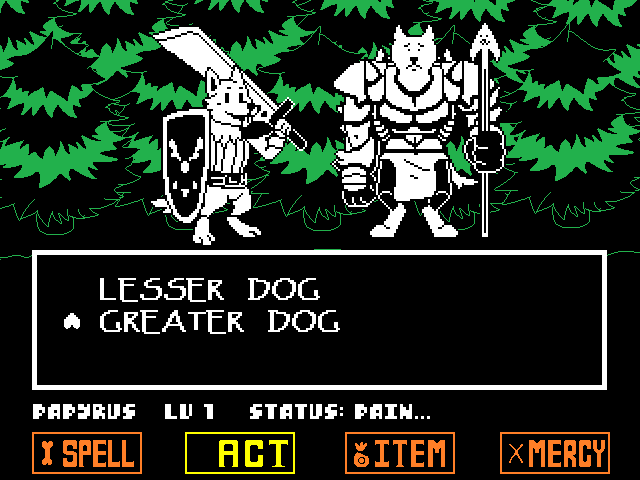 LESSER DOG
GREATER DOG
PAPYRUS LV 1 STATUS: PAIN...
SPELL ACT ITEM MERCY